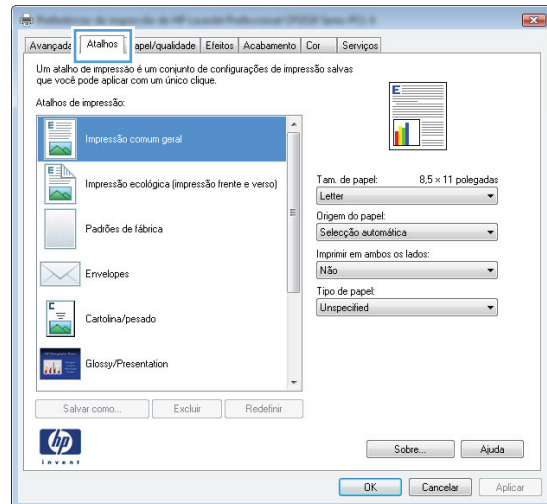 Avançada Atalhos Papel/qualidade Efeitos Acabamento Cor Serviços
Um atalho de impressão é um conjunto de configurações de impressão salvas
que você pode aplicar com um único clique.
Atalhos de impressão:
Impressão comum geral
Impressão ecológica (impressão frente e verso)
Padrões de fábrica
Envelopes
Cartolina/pesado
Glossy/Presentation
Salvar como... Excluir Redefinir
E
Tam. de papel: 8,5 × 11 polegadas
Letter
Origem do papel:
Selecção automática
Imprimir em ambos os lados:
Não
Tipo de papel:
Unspecified
hp
invent
Sobre... Ajuda
OK Cancelar Aplicar